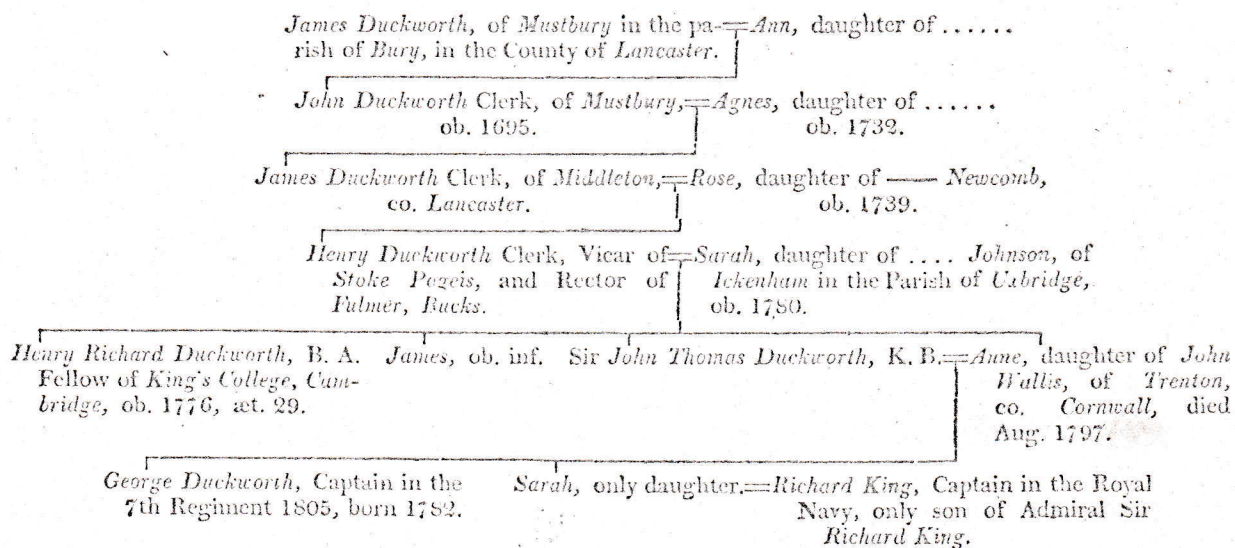 James Duckworth, of Mustbury in the pa-=Ann, daughter of ......
rish of Bury, in the County of Lancaster.
John Duckworth Clerk, of Mustbury,=Agnes, daughter of ......
ob. 1695. ob. 1732.
James Duckworth Clerk, of Middleton,=Rose, daughter of —— Newcomb,
co. Lancaster. ob. 1739.
Henry Duckworth Clerk, Vicar of=Sarah, daughter of .... Johnson, of
Stoke Pogeis, and Rector of Ickenham in the Parish of Uxbridge,
Fulmer, Bucks. ob. 1780.
Henry Richard Duckworth, B. A. James, ob. inf. Sir John Thomas Duckworth, K. B.=Anne, daughter of John
Fellow of King's College, Cam- Wallis, of Trenton,
bridge, ob. 1776, æt. 29. co. Cornwall, died
Aug. 1797.
George Duckworth, Captain in the Sarah, only daughter.=Richard King, Captain in the Royal
7th Regiment 1805, born 1782. Navy, only son of Admiral Sir
Richard King.